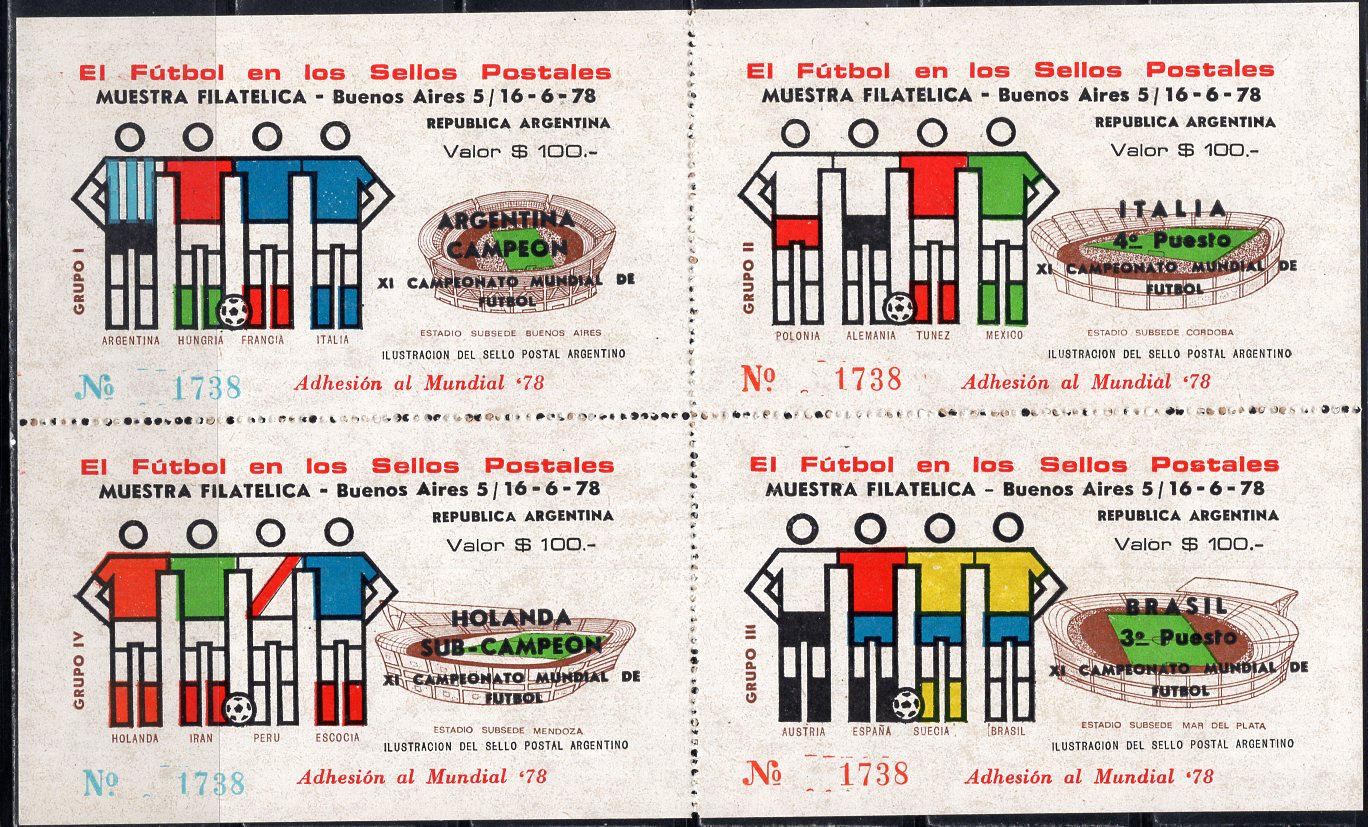 El Fútbol en los Sellos Postales
MUESTRA FILATELICA - Buenos Aires 5/16-6-78
REPUBLICA ARGENTINA
Valor $ 100.-
GRUPO I
ARGENTINA
CAMPEON
XI CAMPEONATO MUNDIAL DE
FUTBOL
ARGENTINA HUNGRIA FRANCIA ITALIA
ESTADIO SUBSEDE BUENOS AIRES
ILUSTRACION DEL SELLO POSTAL ARGENTINO
Nº 1738
Adhesión al Mundial ‘78
El Fútbol en los Sellos Postales
MUESTRA FILATELICA - Buenos Aires 5/16-6-78
REPUBLICA ARGENTINA
Valor $ 100.-
GRUPO II
ITALIA
4º Puesto
XI CAMPEONATO MUNDIAL DE
FUTBOL
POLONIA ALEMANIA TUNEZ MEXICO
ESTADIO SUBSEDE CORDOBA
ILUSTRACION DEL SELLO POSTAL ARGENTINO
Nº 1738
Adhesión al Mundial ‘78
El Fútbol en los Sellos Postales
MUESTRA FILATELICA - Buenos Aires 5/16-6-78
REPUBLICA ARGENTINA
Valor $ 100.-
GRUPO IV
HOLANDA
SUB-CAMPEON
XI CAMPEONATO MUNDIAL DE
FUTBOL
HOLANDA IRAN PERU ESCOCIA
ESTADIO SUBSEDE MENDOZA
ILUSTRACION DEL SELLO POSTAL ARGENTINO
Nº 1738
Adhesión al Mundial ‘78
El Fútbol en los Sellos Postales
MUESTRA FILATELICA - Buenos Aires 5/16-6-78
REPUBLICA ARGENTINA
Valor $ 100.-
GRUPO III
BRASIL
3º Puesto
XI CAMPEONATO MUNDIAL DE
FUTBOL
AUSTRIA ESPAÑA SUECIA BRASIL
ESTADIO SUBSEDE MAR DEL PLATA
ILUSTRACION DEL SELLO POSTAL ARGENTINO
Nº 1738
Adhesión al Mundial ‘78